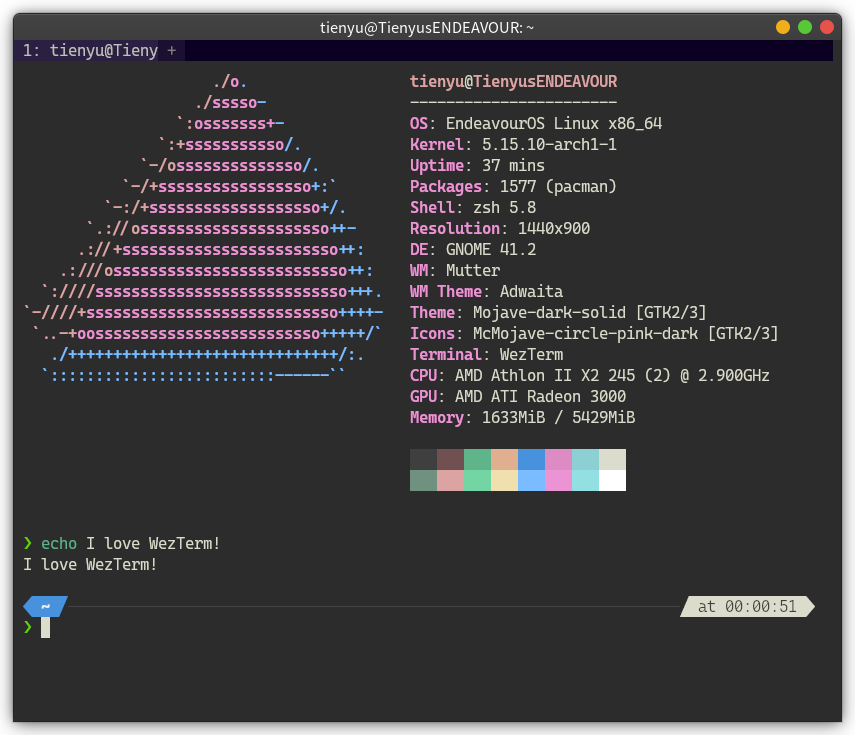 tienyu@TienyusENDEAVOUR: ~
1: tienyu@Tieny +
./o.
./sssso-
`:osssssss+-
`:+sssssssssso/.
`-/ossssssssssssso/.
`-/+sssssssssssssssso+:`
`-:/+sssssssssssssssssso+/.
`.://osssssssssssssssssssso++-
.://+ssssssssssssssssssssssso++:
.:///ossssssssssssssssssssssssso++:
`:////ssssssssssssssssssssssssssso+++.
`-////+ssssssssssssssssssssssssssso++++-
`..-+oosssssssssssssssssssssssso+++++/`
./++++++++++++++++++++++++++++++/:.
`:::::::::::::::::::::::::------``
tienyu@TienyusENDEAVOUR
-----------------------
OS: EndeavourOS Linux x86_64
Kernel: 5.15.10-arch1-1
Uptime: 37 mins
Packages: 1577 (pacman)
Shell: zsh 5.8
Resolution: 1440x900
DE: GNOME 41.2
WM: Mutter
WM Theme: Adwaita
Theme: Mojave-dark-solid [GTK2/3]
Icons: McMojave-circle-pink-dark [GTK2/3]
Terminal: WezTerm
CPU: AMD Athlon II X2 245 (2) @ 2.900GHz
GPU: AMD ATI Radeon 3000
Memory: 1633MiB / 5429MiB
❯ echo I love WezTerm!
I love WezTerm!
~ at 00:00:51
❯